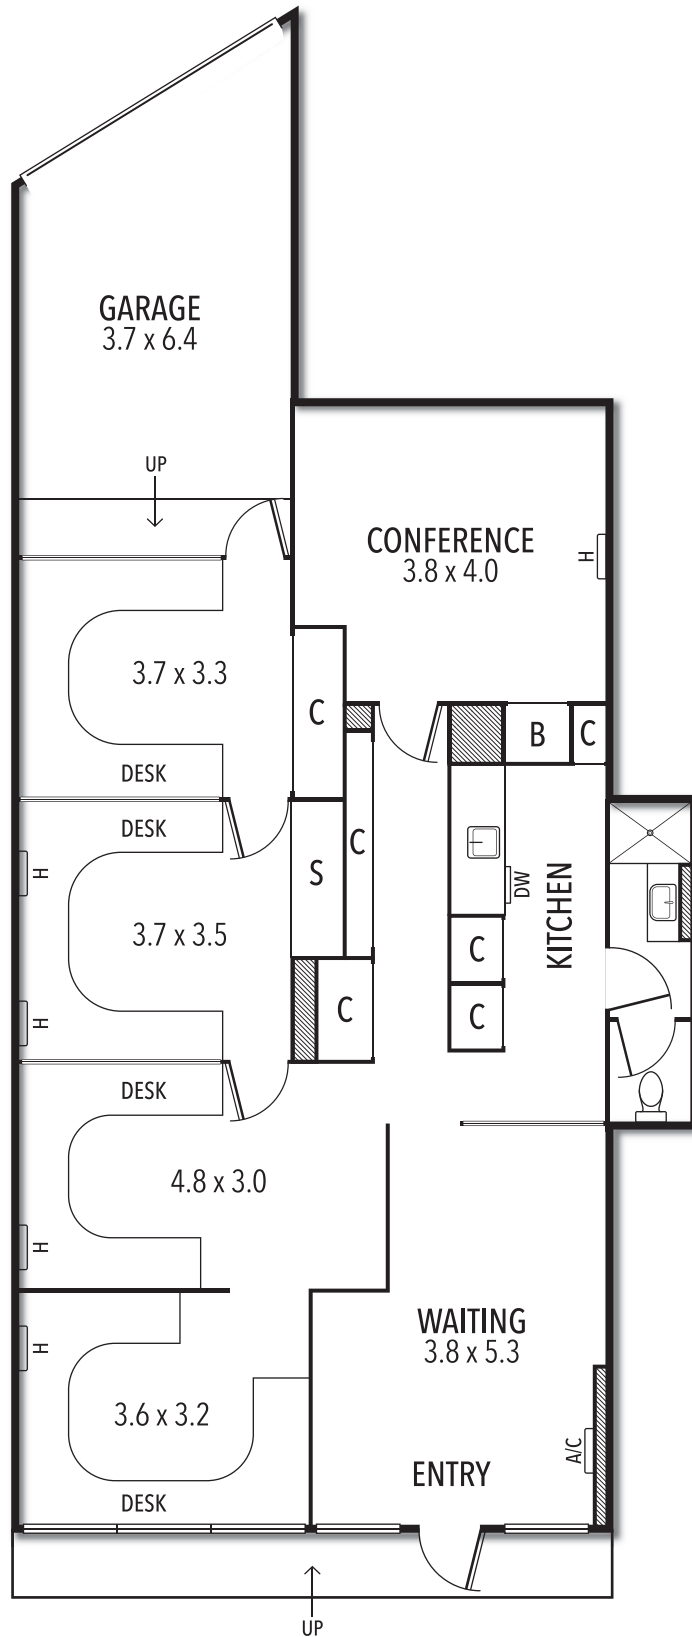 GARAGE
3.7 x 6.4
UP
CONFERENCE
3.8 x 4.0
H
3.7 x 3.3
C
B
C
DESK
DESK
C
S
H
DW
KITCHEN
3.7 x 3.5
C
C
C
H
DESK
4.8 x 3.0
H
WAITING
3.8 x 5.3
H
3.6 x 3.2
A/C
ENTRY
DESK
UP